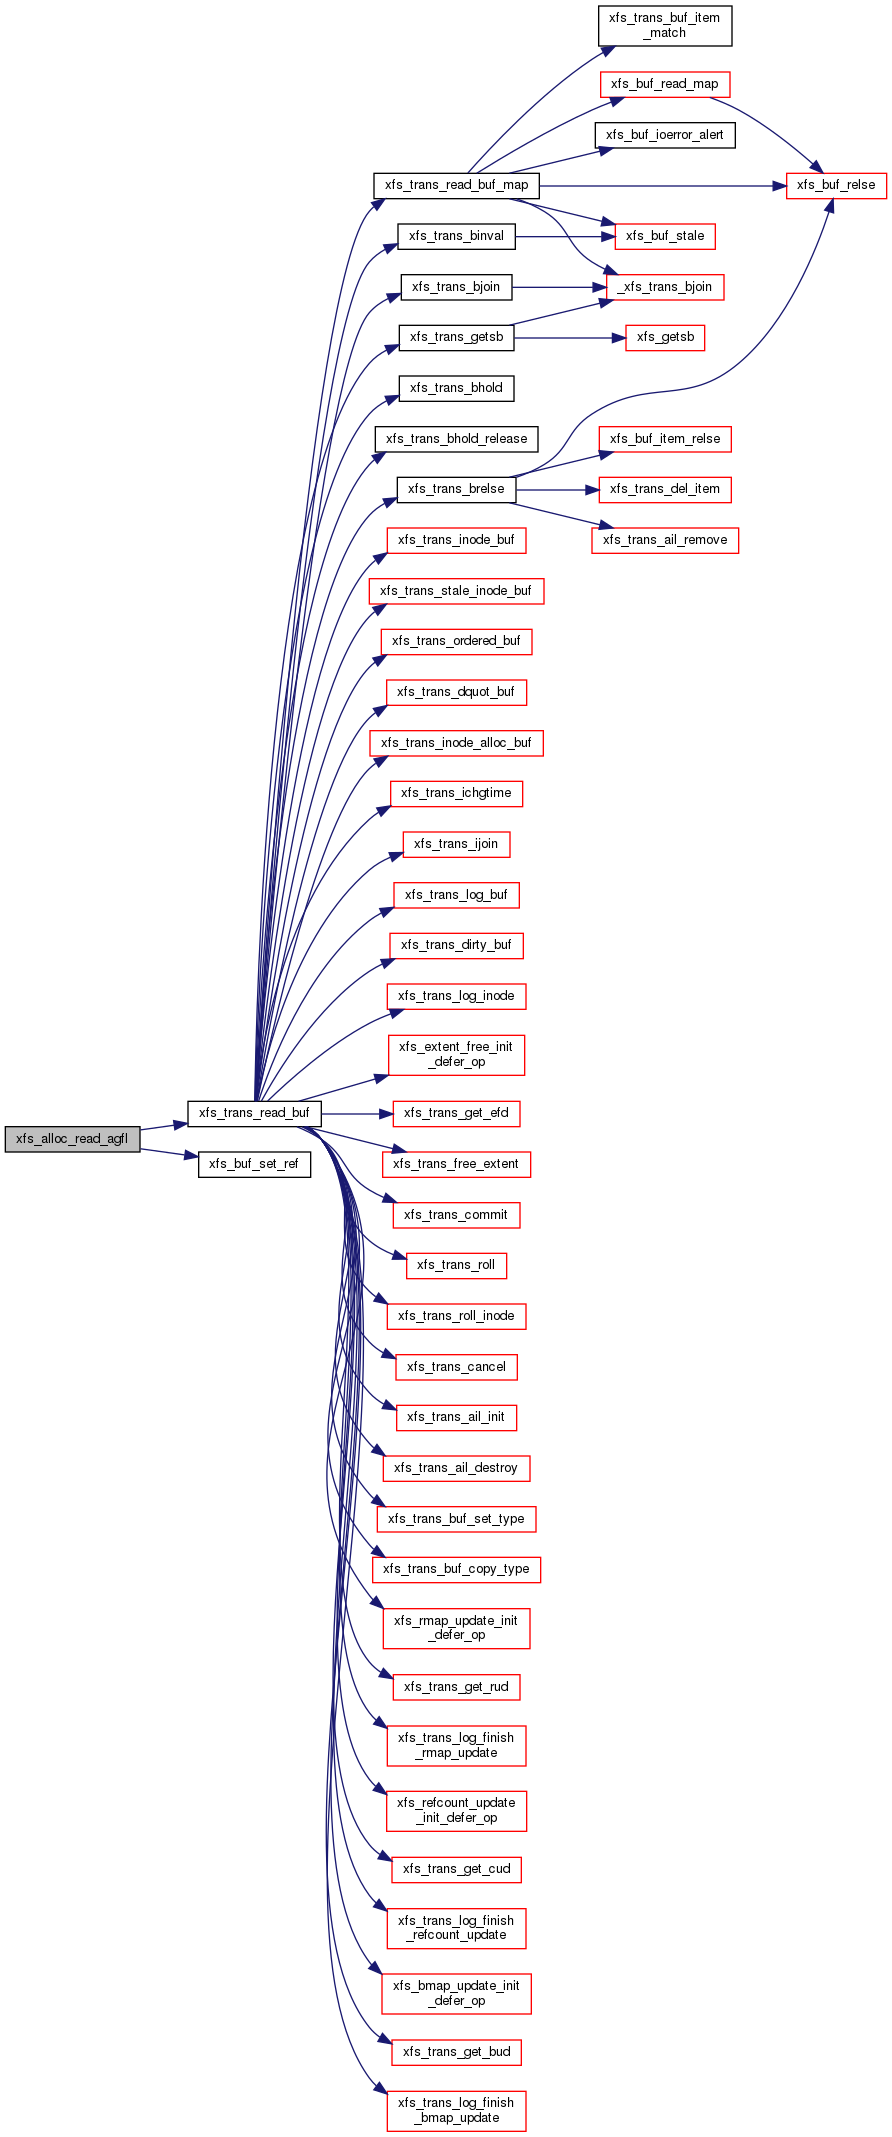 xfs_trans_buf_item
_match
xfs_buf_read_map
xfs_buf_ioerror_alert
xfs_trans_read_buf_map
xfs_buf_relse
xfs_trans_binval
xfs_buf_stale
xfs_trans_bjoin
_xfs_trans_bjoin
xfs_trans_getsb
xfs_getsb
xfs_trans_bhold
xfs_trans_bhold_release
xfs_buf_item_relse
xfs_trans_brelse
xfs_trans_del_item
xfs_trans_inode_buf
xfs_trans_ail_remove
xfs_trans_stale_inode_buf
xfs_trans_ordered_buf
xfs_trans_dquot_buf
xfs_trans_inode_alloc_buf
xfs_trans_ichgtime
xfs_trans_ijoin
xfs_trans_log_buf
xfs_trans_dirty_buf
xfs_trans_log_inode
xfs_extent_free_init
_defer_op
xfs_trans_read_buf
xfs_trans_get_efd
xfs_alloc_read_agfl
xfs_buf_set_ref
xfs_trans_free_extent
xfs_trans_commit
xfs_trans_roll
xfs_trans_roll_inode
xfs_trans_cancel
xfs_trans_ail_init
xfs_trans_ail_destroy
xfs_trans_buf_set_type
xfs_trans_buf_copy_type
xfs_rmap_update_init
_defer_op
xfs_trans_get_rud
xfs_trans_log_finish
_rmap_update
xfs_refcount_update
_init_defer_op
xfs_trans_get_cud
xfs_trans_log_finish
_refcount_update
xfs_bmap_update_init
_defer_op
xfs_trans_get_bud
xfs_trans_log_finish
_bmap_update